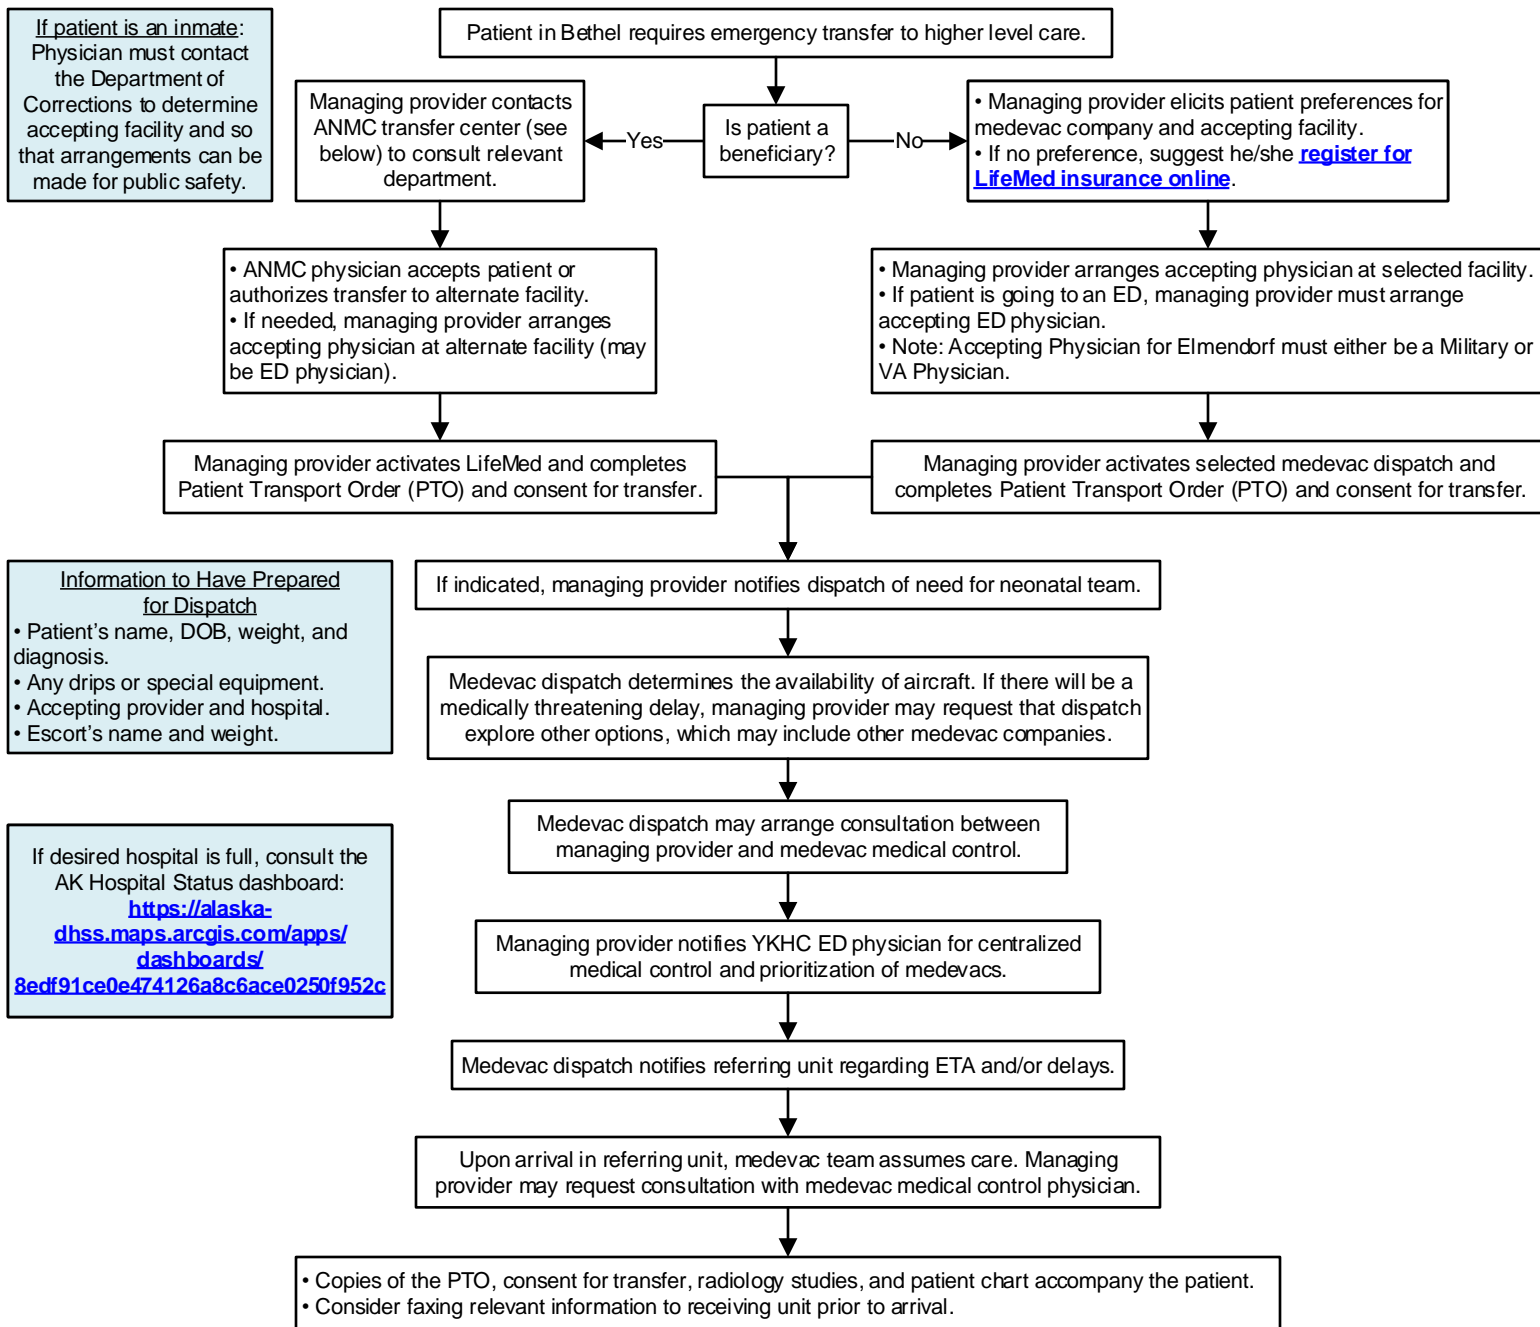 If patient is an inmate:
Physician must contact
the Department of
Corrections to determine
accepting facility and so
that arrangements can be
made for public safety.
Patient in Bethel requires emergency transfer to higher level care.
Managing provider contacts
ANMC transfer center (see
below) to consult relevant
department.
Yes
Is patient a
beneficiary?
No
• Managing provider elicits patient preferences for
medevac company and accepting facility.
• If no preference, suggest he/she register for
LifeMed insurance online.
• ANMC physician accepts patient or
authorizes transfer to alternate facility.
• If needed, managing provider arranges
accepting physician at alternate facility (may
be ED physician).
• Managing provider arranges accepting physician at selected facility.
• If patient is going to an ED, managing provider must arrange
accepting ED physician.
• Note: Accepting Physician for Elmendorf must either be a Military or
VA Physician.
Managing provider activates LifeMed and completes
Patient Transport Order (PTO) and consent for transfer.
Managing provider activates selected medevac dispatch and
completes Patient Transport Order (PTO) and consent for transfer.
Information to Have Prepared
for Dispatch
• Patient’s name, DOB, weight, and
diagnosis.
• Any drips or special equipment.
• Accepting provider and hospital.
• Escort’s name and weight.
If indicated, managing provider notifies dispatch of need for neonatal team.
Medevac dispatch determines the availability of aircraft. If there will be a
medically threatening delay, managing provider may request that dispatch
explore other options, which may include other medevac companies.
Medevac dispatch may arrange consultation between
managing provider and medevac medical control.
If desired hospital is full, consult the
AK Hospital Status dashboard:
https://alaska-
dhss.maps.arcgis.com/apps/
dashboards/
8edf91ce0e474126a8c6ace0250f952c
Managing provider notifies YKHC ED physician for centralized
medical control and prioritization of medevacs.
Medevac dispatch notifies referring unit regarding ETA and/or delays.
Upon arrival in referring unit, medevac team assumes care. Managing
provider may request consultation with medevac medical control physician.
• Copies of the PTO, consent for transfer, radiology studies, and patient chart accompany the patient.
• Consider faxing relevant information to receiving unit prior to arrival.